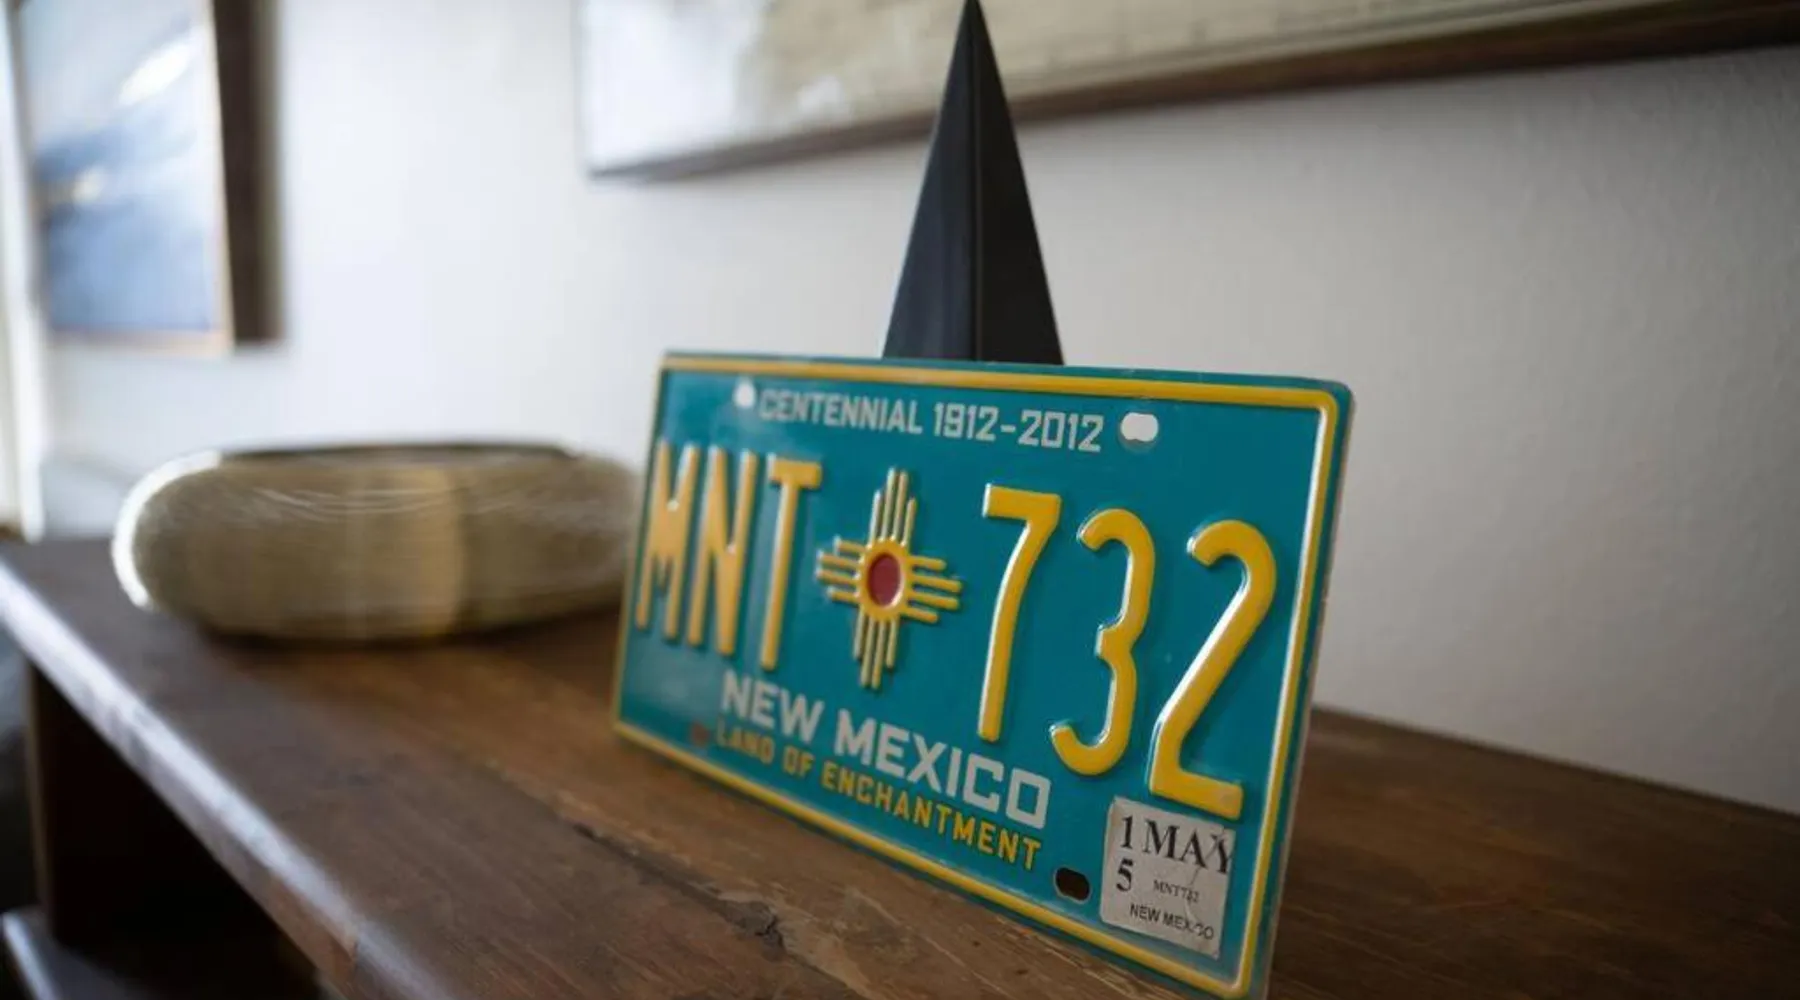 CENTENNIAL 1912-2012
MNT 732
NEW MEXICO
LAND OF ENCHANTMENT
1 MAY
5
MNT732
NEW MEXICO